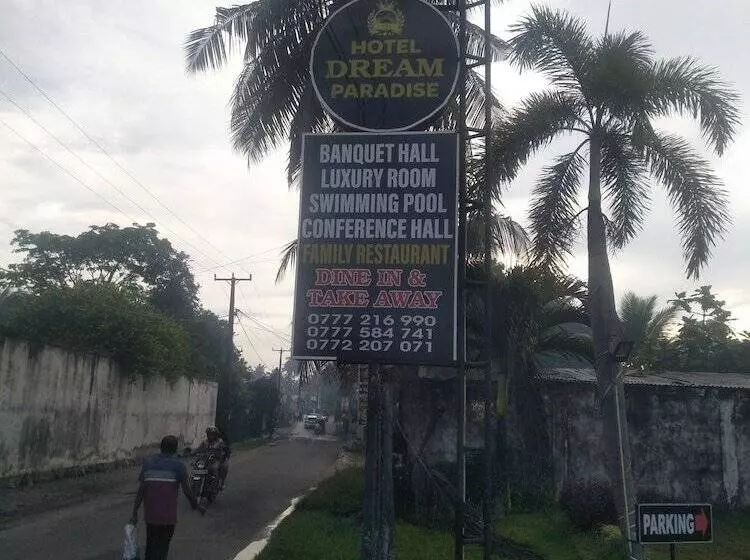 HOTEL
DREAM
PARADISE
BANQUET HALL
LUXURY ROOM
SWIMMING POOL
CONFERENCE HALL
FAMILY RESTAURANT
DINE IN &
TAKE AWAY
0777 216 990
0777 584 741
0772 207 071
PARKING